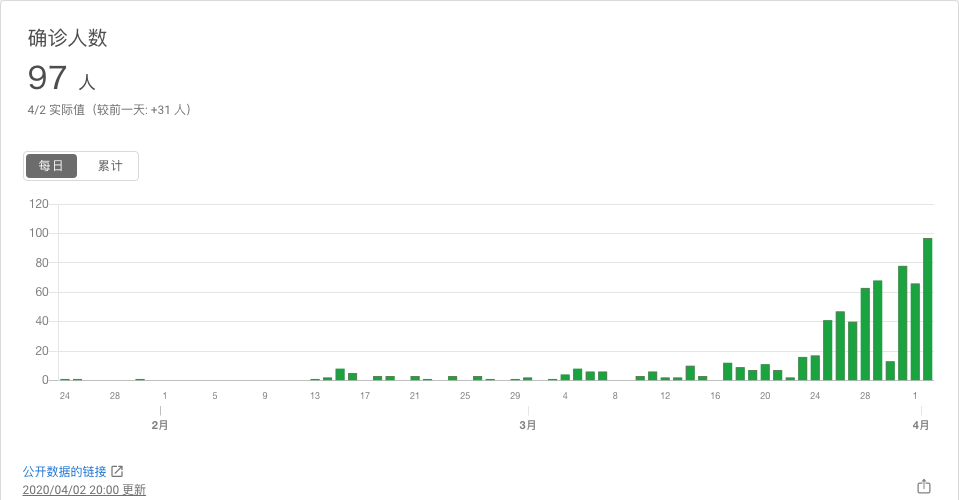 确诊人数
97 人
4/2 实际值（较前一天: +31 人）
每日 累计
120
100
80
60
40
20
0
24 28 1 5 9 13 17 21 25 29 4 8 12 16 20 24 28 1
2月 3月 4月
公开数据的链接
2020/04/02 20:00 更新